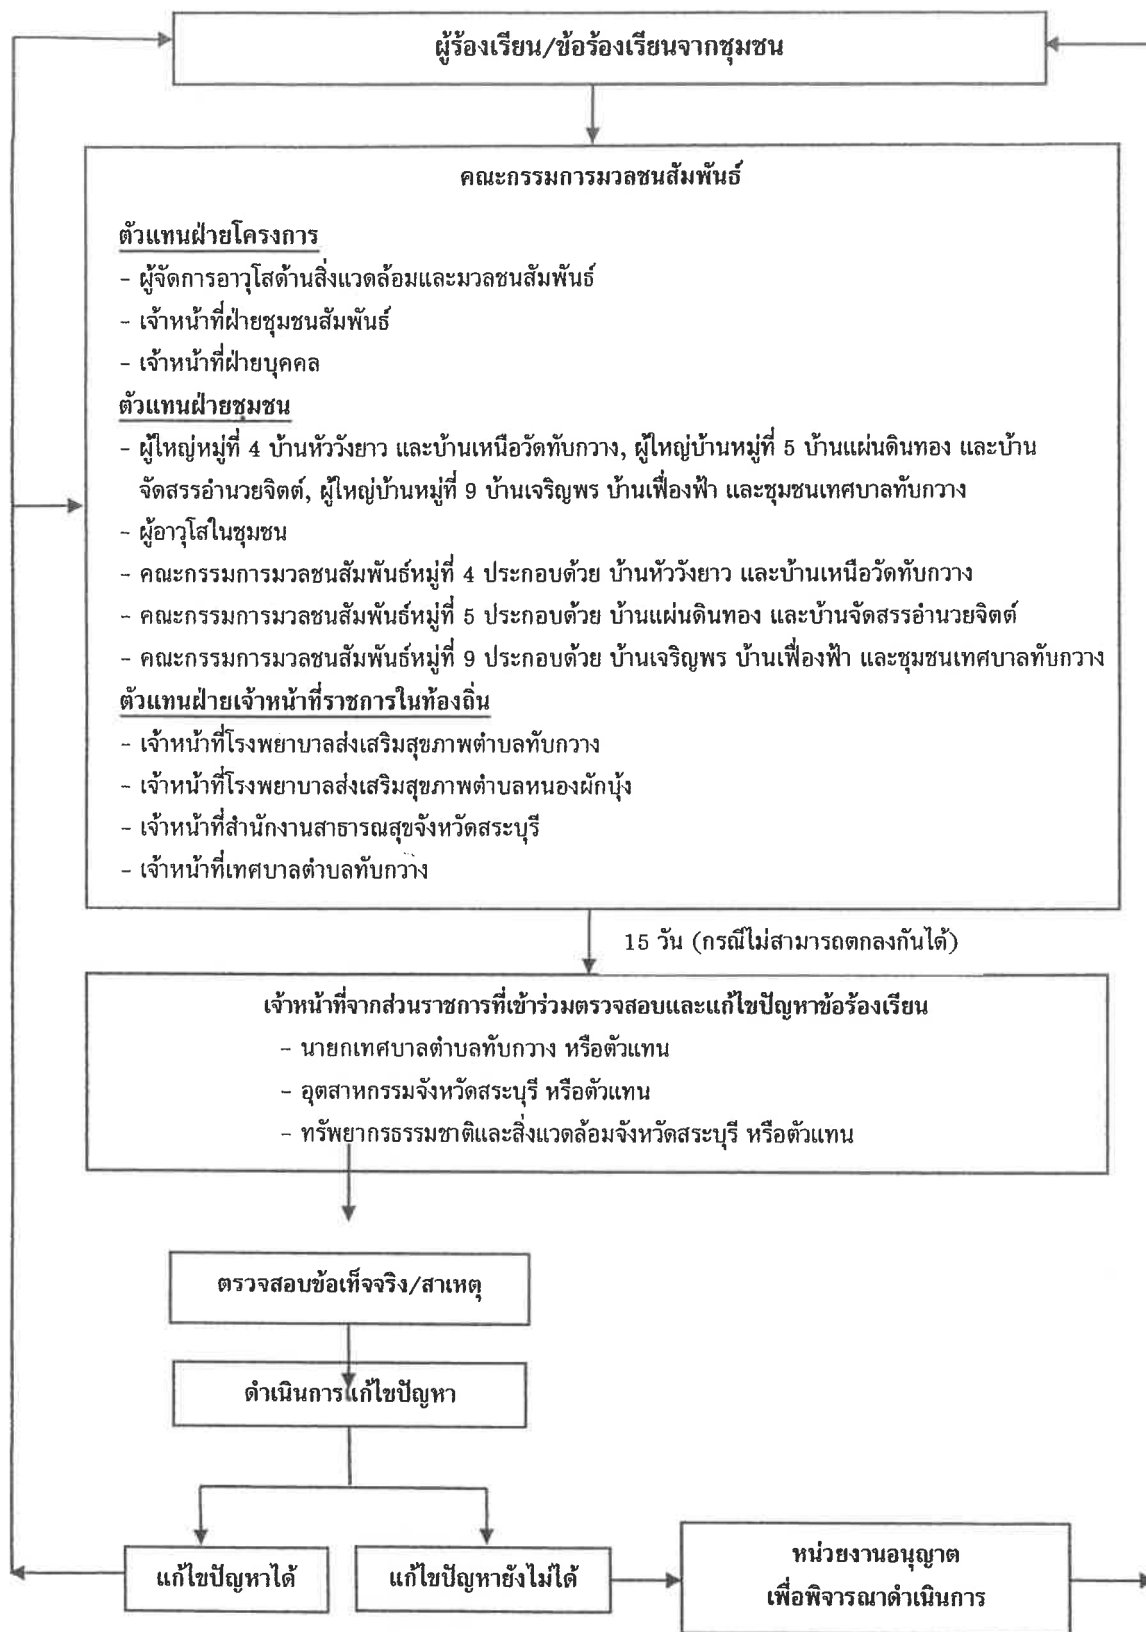 ผู้ร้องเรียน/ข้อร้องเรียนจากชุมชน
คณะกรรมการมวลชนสัมพันธ์
ตัวแทนฝ่ายโครงการ
- ผู้จัดการอาวุโสด้านสิ่งแวดล้อมและมวลชนสัมพันธ์
- เจ้าหน้าที่ฝ่ายชุมชนสัมพันธ์
- เจ้าหน้าที่ฝ่ายบุคคล
ตัวแทนฝ่ายชุมชน
- ผู้ใหญ่หมู่ที่ 4 บ้านหัววังยาว และบ้านเหนือวัดทับกวาง, ผู้ใหญ่บ้านหมู่ที่ 5 บ้านแผ่นดินทอง และบ้าน
จัดสรรอำนวยจิตต์, ผู้ใหญ่บ้านหมู่ที่ 9 บ้านเจริญพร บ้านเฟื่องฟ้า และชุมชนเทศบาลทับกวาง
- ผู้อาวุโสในชุมชน
- คณะกรรมการมวลชนสัมพันธ์หมู่ที่ 4 ประกอบด้วย บ้านหัววังยาว และบ้านเหนือวัดทับกวาง
- คณะกรรมการมวลชนสัมพันธ์หมู่ที่ 5 ประกอบด้วย บ้านแผ่นดินทอง และบ้านจัดสรรอำนวยจิตต์
- คณะกรรมการมวลชนสัมพันธ์หมู่ที่ 9 ประกอบด้วย บ้านเจริญพร บ้านเฟื่องฟ้า และชุมชนเทศบาลทับกวาง
ตัวแทนฝ่ายเจ้าหน้าที่ราชการในท้องถิ่น
- เจ้าหน้าที่โรงพยาบาลส่งเสริมสุขภาพตำบลทับกวาง
- เจ้าหน้าที่โรงพยาบาลส่งเสริมสุขภาพตำบลหนองผักบุ้ง
- เจ้าหน้าที่สำนักงานสาธารณสุขจังหวัดสระบุรี
- เจ้าหน้าที่เทศบาลตำบลทับกวาง
15 วัน (กรณีไม่สามารถตกลงกันได้)
เจ้าหน้าที่จากส่วนราชการที่เข้าร่วมตรวจสอบและแก้ไขปัญหาข้อร้องเรียน
- นายกเทศบาลตำบลทับกวาง หรือตัวแทน
- อุตสาหกรรมจังหวัดสระบุรี หรือตัวแทน
- ทรัพยากรธรรมชาติและสิ่งแวดล้อมจังหวัดสระบุรี หรือตัวแทน
ตรวจสอบข้อเท็จจริง/สาเหตุ
ดำเนินการแก้ไขปัญหา
แก้ไขปัญหาได้
แก้ไขปัญหายังไม่ได้
หน่วยงานอนุญาต
เพื่อพิจารณาดำเนินการ